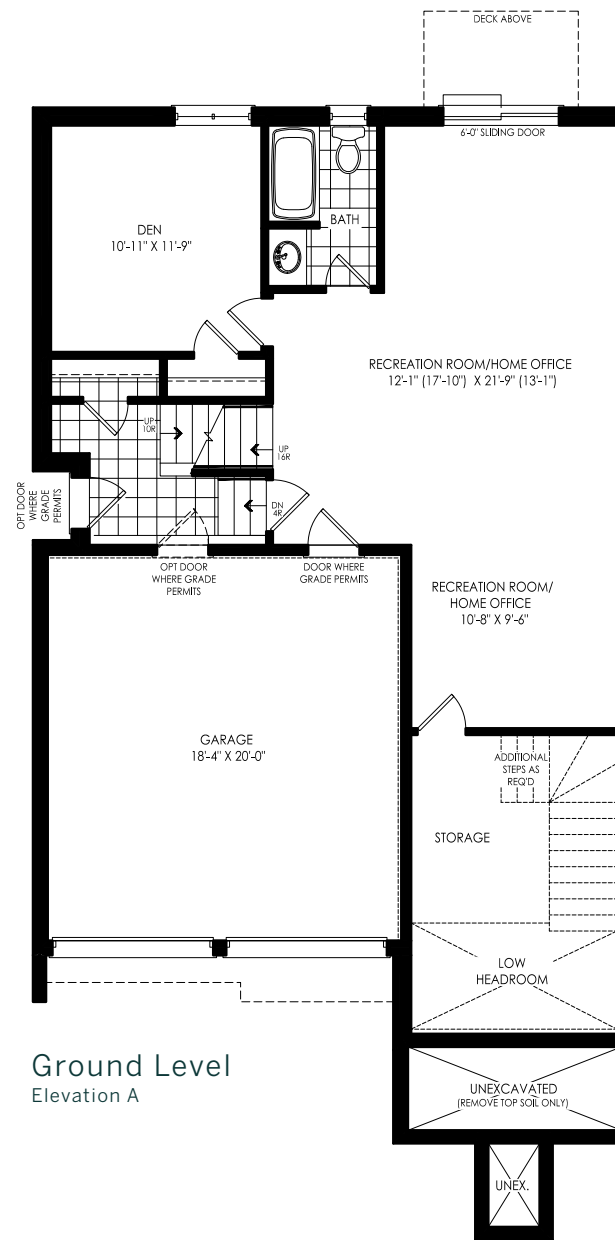 DECK ABOVE
6'-0" SLIDING DOOR
BATH
DEN
10'-11" X 11'-9"
RECREATION ROOM/HOME OFFICE
12'-1" (17'-10") X 21'-9" (13'-1")
UP
10R
UP
16R
OPT DOOR
WHERE
GRADE
PERMITS
DN
4R
OPT DOOR
WHERE GRADE
PERMITS
DOOR WHERE
GRADE PERMITS
RECREATION ROOM/
HOME OFFICE
10'-8" X 9'-6"
GARAGE
18'-4" X 20'-0"
ADDITIONAL
STEPS AS
REQ'D
STORAGE
LOW
HEADROOM
Ground Level
Elevation A
UNEXCAVATED
(REMOVE TOP SOIL ONLY)
UNEX.